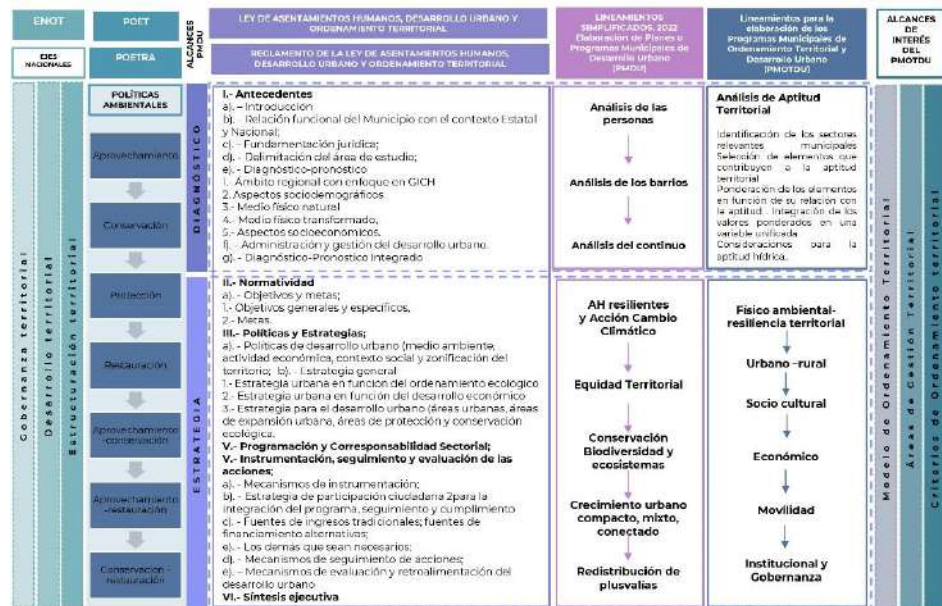 ENOT
EJES NACIONALES
Gobernanza territorial
Desarrollo territorial
Estructuración territorial
POET
POETRA
POLÍTICAS AMBIENTALES
Aprovechamiento
Conservación
Protección
Restauración
Aprovechamiento -conservación
Aprovechamiento -restauración
Conservación - restauración
ALCANCES PMDU
DIAGNÓSTICO
ESTRATEGIA
LEY DE ASENTAMIENTOS HUMANOS, DESARROLLO URBANO Y
ORDENAMIENTO TERRITORIAL
REGLAMENTO DE LA LEY DE ASENTAMIENTOS HUMANOS,
DESARROLLO URBANO Y ORDENAMIENTO TERRITORIAL
I.- Antecedentes
a). – Introducción
b). - Relación funcional del Municipio con el contexto Estatal
y Nacional;
c). - Fundamentación jurídica;
d). - Delimitación del área de estudio;
e). - Diagnóstico-pronóstico
1. Ámbito regional con enfoque en GICH
2. Aspectos sociodemográficos
3.- Medio físico natural
4.- Medio físico transformado,
5.- Aspectos socioeconómicos.
f). - Administración y gestión del desarrollo urbano.
g). - Diagnóstico-Pronostico Integrado
II.- Normatividad
a). - Objetivos y metas;
1.- Objetivos generales y específicos,
2.- Metas.
III.- Políticas y Estrategias;
a). - Políticas de desarrollo urbano (medio ambiente,
actividad económica, contexto social y zonificación del
territorio; b). - Estrategia general
1.- Estrategia urbana en función del ordenamiento ecológico
2.- Estrategia urbana en función del desarrollo económico
3.- Estrategia para el desarrollo urbano (áreas urbanas, áreas
de expansión urbana, áreas de protección y conservación
ecológica.
V.- Programación y Corresponsabilidad Sectorial;
V.- Instrumentación, seguimiento y evaluación de las
acciones;
a). - Mecanismos de instrumentación;
b). - Estrategia de participación ciudadana 2para la
integración del programa, seguimiento y cumplimiento
c). - Fuentes de ingresos tradicionales; fuentes de
financiamiento alternativas;
e). - Los demás que sean necesarios;
d). - Mecanismos de seguimiento de acciones;
e). - Mecanismos de evaluación y retroalimentación del
desarrollo urbano
VI.- Síntesis ejecutiva
LINEAMIENTOS
SIMPLIFICADOS, 2022
Elaboracion de Planes o
Programas Municipales de
Desarrollo Urbano
(PMDU)
Análisis de las
personas
Análisis de los barrios
Análisis del continuo
AH resilientes
y Acción Cambio
Climático
Equidad Territorial
Conservación
Biodiversidad y
ecosistemas
Crecimiento urbano
compacto, mixto,
conectado
Redistribución de
plusvalías
Lineamientos para la
elaboración de los
Programas Municipales de
Ordenamiento Territorial y
Desarrollo Urbano
(PMOTDU)
Análisis de Aptitud
Territorial
Identificación de los sectores
relevantes municipales
Selección de elementos que
contribuyen a la aptitud
territorial
Ponderación de los elementos
en función de su relación con
la aptitud . Integración de los
valores ponderados en una
variable unificada
Consideraciones para la
aptitud hídrica.
Físico ambiental-
resiliencia territorial
Urbano –rural
Socio cultural
Económico
Movilidad
Institucional y
Gobernanza
ALCANCES
DE
INTERÉS
DEL
PMOTDU
Modelo de Ordenamiento Territorial
Áreas de Gestión Territorial
Criterios de Ordenamiento territorial